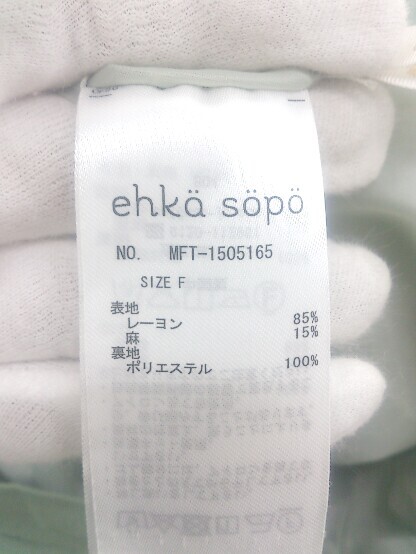 ehkä söpö
NO. MFT-1505165
SIZE F
表地
レーヨン 85%
麻 15%
裏地
ポリエステル 100%